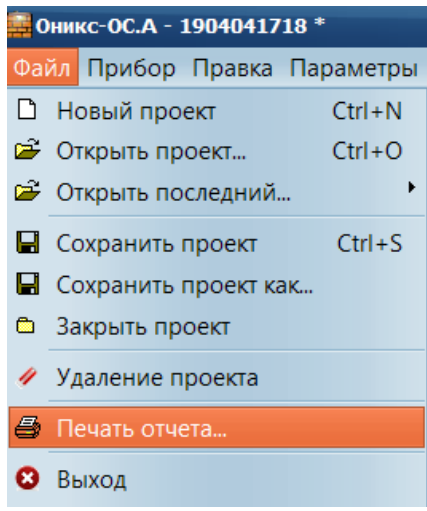 Оникс-ОС.А - 1904041718 *
Файл Прибор Правка Параметры
Новый проект Ctrl+N
Открыть проект... Ctrl+O
Открыть последний...
Сохранить проект Ctrl+S
Сохранить проект как...
Закрыть проект
Удаление проекта
Печать отчета...
Выход